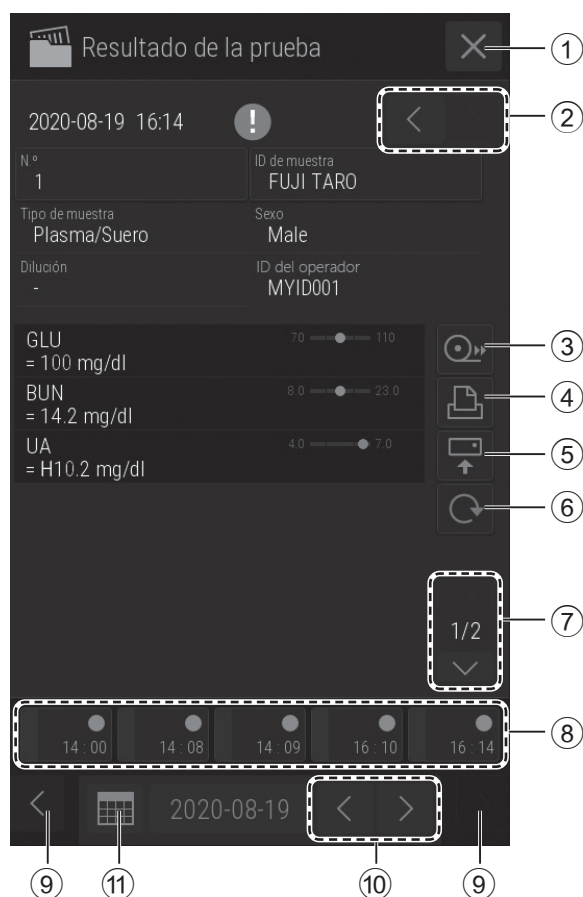 Resultado de la prueba
①
2020-08-19 16:14 !
②
N.º
1
ID de muestra
FUJI TARO
Tipo de muestra
Plasma/Suero
Sexo
Male
Dilución
-
ID del operador
MYID001
GLU
70 110
= 100 mg/dl
③
BUN
8.0 23.0
= 14.2 mg/dl
④
UA
4.0 7.0
= H10.2 mg/dl
⑤
⑥
1/2
⑦
14 : 00 14 : 08 14 : 09 16 : 10 16 : 14
⑧
2020-08-19
⑨ ⑪ ⑩ ⑨